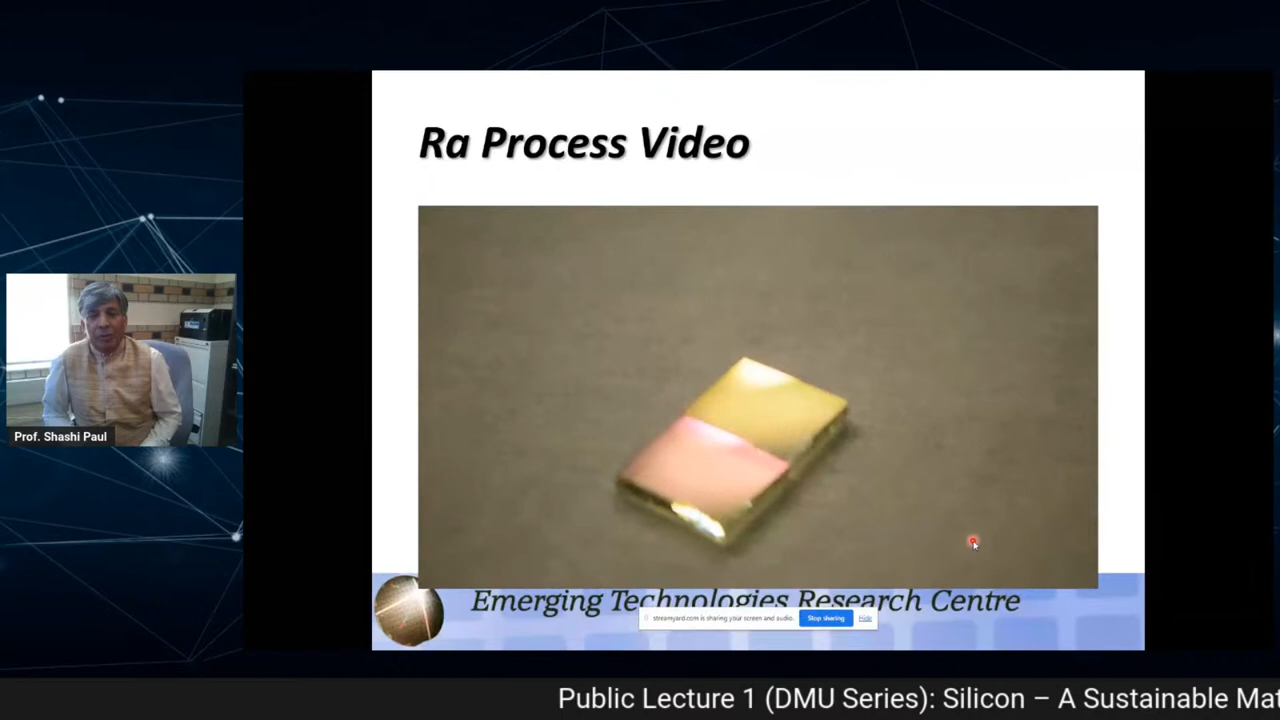 Ra Process Video
Prof. Shashi Paul
Emerging Technologies Research Centre
streamyard.com is sharing your screen and audio.
Stop sharing
Hide
Public Lecture 1 (DMU Series): Silicon – A Sustainable Mat